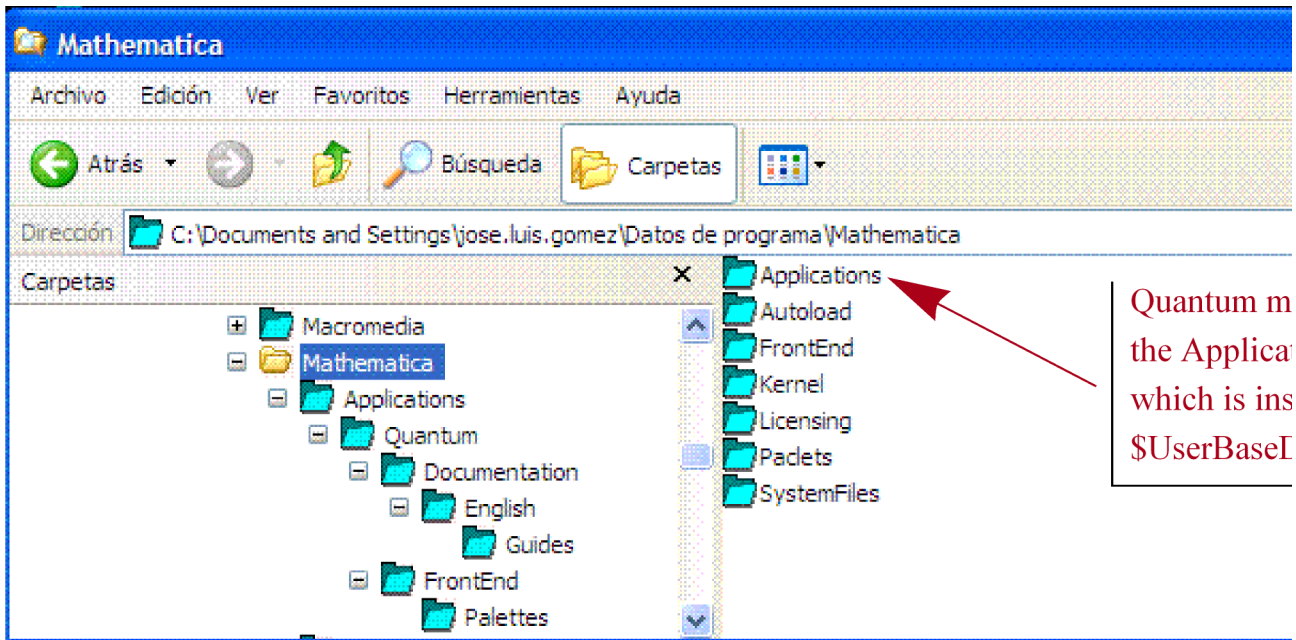 Mathematica
Archivo Edición Ver Favoritos Herramientas Ayuda
Atrás Búsqueda Carpetas
Dirección C:\Documents and Settings\jose.luis.gomez\Datos de programa\Mathematica
Carpetas
Macromedia
Mathematica
Applications
Quantum
Documentation
English
Guides
FrontEnd
Palettes
Applications
Autoload
FrontEnd
Kernel
Licensing
Paclets
SystemFiles
Quantum m
the Applica
which is ins
$UserBaseD